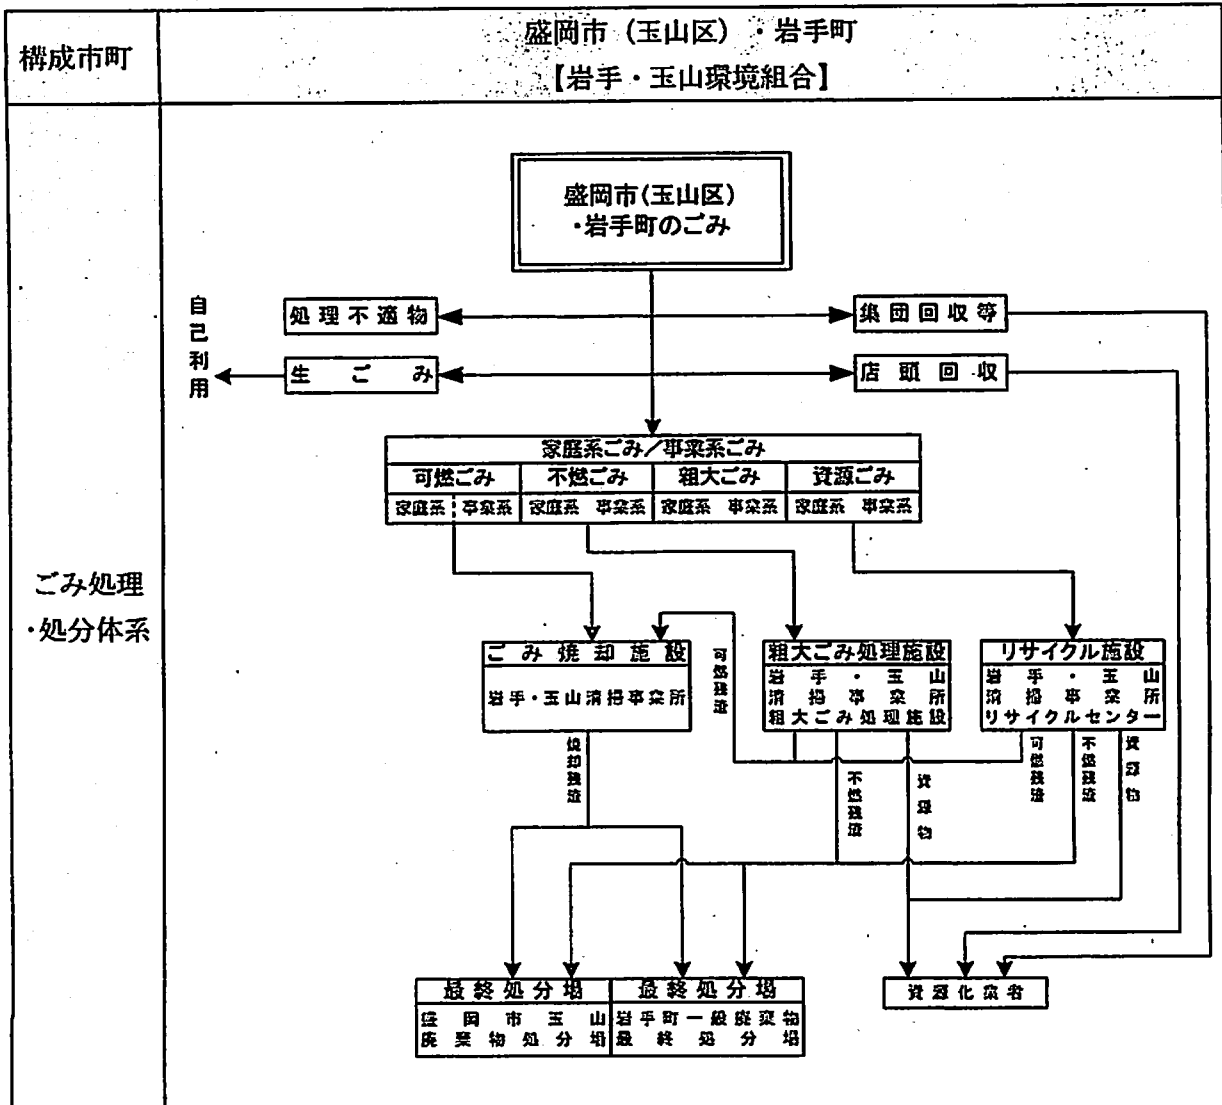 構成市町
盛岡市(玉山区)・岩手町
【岩手・玉山環境組合】
ごみ処理
・処分体系
盛岡市(玉山区)
・岩手町のごみ
自己利用
処理不適物
集団回収等
生ごみ
店頭回収
家庭系ごみ/事業系ごみ
可燃ごみ 不燃ごみ 粗大ごみ 資源ごみ
家庭系 事業系 家庭系 事業系 家庭系 事業系 家庭系 事業系
ごみ焼却施設
岩手・玉山清掃事業所
可燃残渣
粗大ごみ処理施設
岩手・玉山
清掃事業所
粗大ごみ処理施設
リサイクル施設
岩手・玉山
清掃事業所
リサイクルセンター
焼却残渣
不燃残渣
資源物
可燃残渣
不燃残渣
資源物
最終処分場
盛岡市玉山
廃棄物処分場
最終処分場
岩手町一般廃棄物
最終処分場
資源化業者